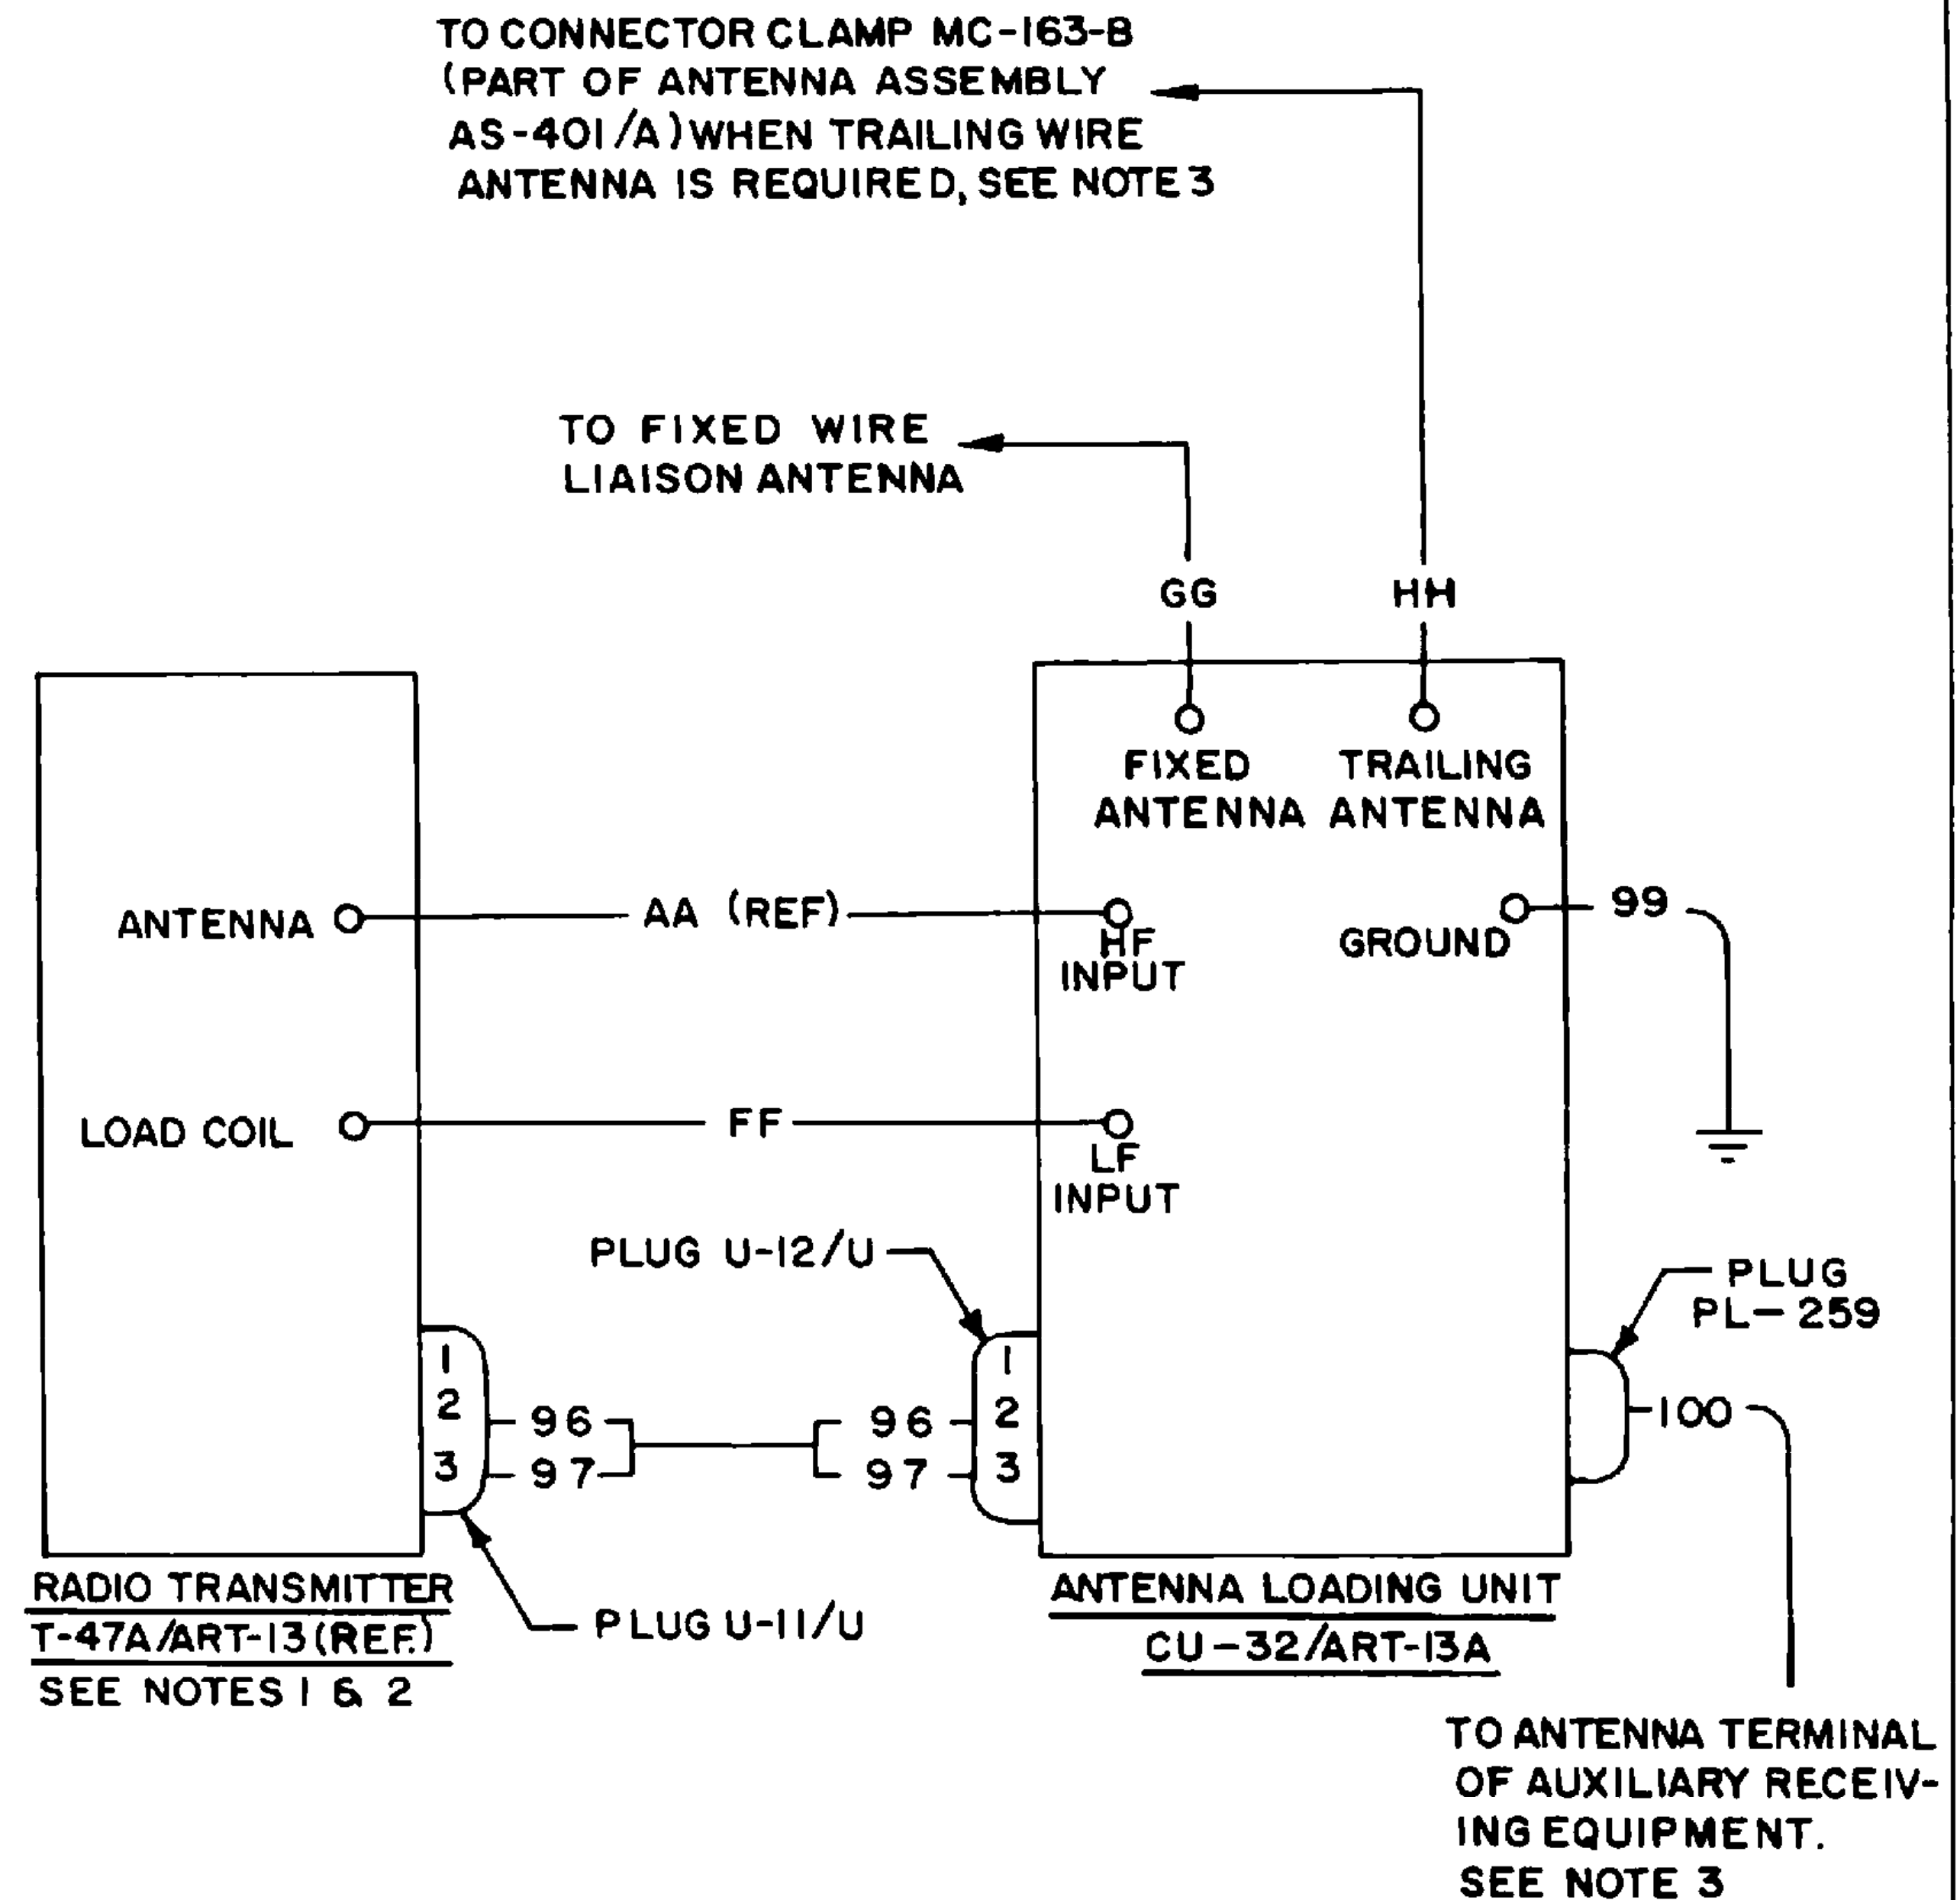 TO CONNECTOR CLAMP MC-163-B
(PART OF ANTENNA ASSEMBLY
AS-401/A) WHEN TRAILING WIRE
ANTENNA IS REQUIRED, SEE NOTE 3
TO FIXED WIRE
LIAISON ANTENNA
GG
HH
FIXED
ANTENNA
TRAILING
ANTENNA
ANTENNA
AA (REF)
HF
INPUT
GROUND
99
LOAD COIL
FF
LF
INPUT
PLUG U-12/U
PLUG
PL-259
1
2
3
96
97
96
97
1
2
3
100
PLUG U-11/U
RADIO TRANSMITTER
T-47A/ART-13 (REF.)
SEE NOTES 1 & 2
ANTENNA LOADING UNIT
CU-32/ART-13A
TO ANTENNA TERMINAL
OF AUXILIARY RECEIV-
ING EQUIPMENT.
SEE NOTE 3